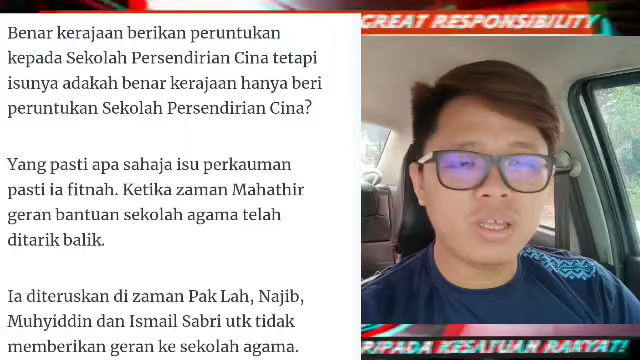 Benar kerajaan berikan peruntukan
kepada Sekolah Persendirian Cina tetapi
isunya adakah benar kerajaan hanya beri
peruntukan Sekolah Persendirian Cina?
Yang pasti apa sahaja isu perkauman
pasti ia fitnah. Ketika zaman Mahathir
geran bantuan sekolah agama telah
ditarik balik.
Ia diteruskan di zaman Pak Lah, Najib,
Muhyiddin dan Ismail Sabri utk tidak
memberikan geran ke sekolah agama.
GREAT RESPONSIBILITY
RIPADA KESATUAN RAKYAT!